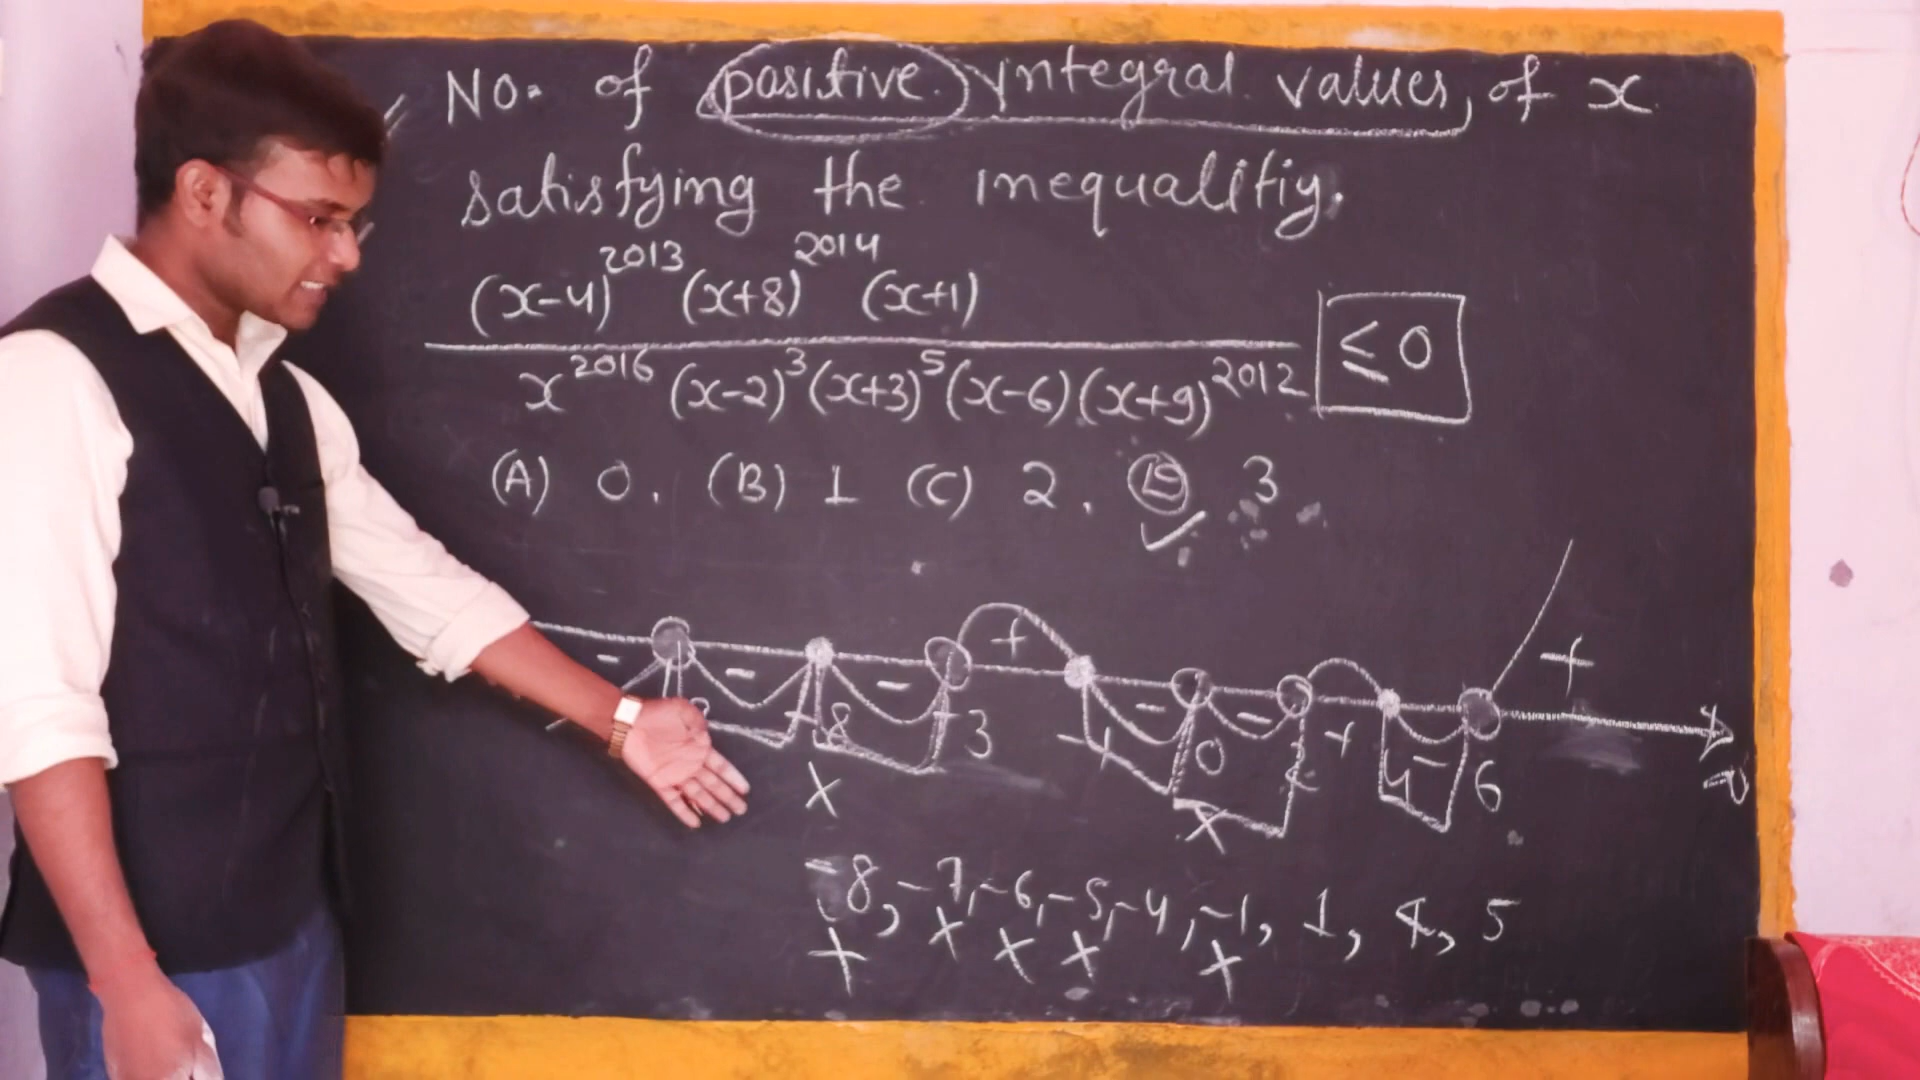 No. of positive integral values, of x
satisfying the inequalitiy.
(x-4)^2013 (x+8)^2014 (x+1)
x^2016 (x-2)^3 (x+3)^5 (x-6) (x+9)^2012 ≤ 0
(A) 0. (B) 1 (C) 2. (D) 3
- - - + - - + - +
-8 -3 -1 0 2 4 6
x x
-8, -7, -6, -5, -4, -1, 1, 4, 5
x x x x x